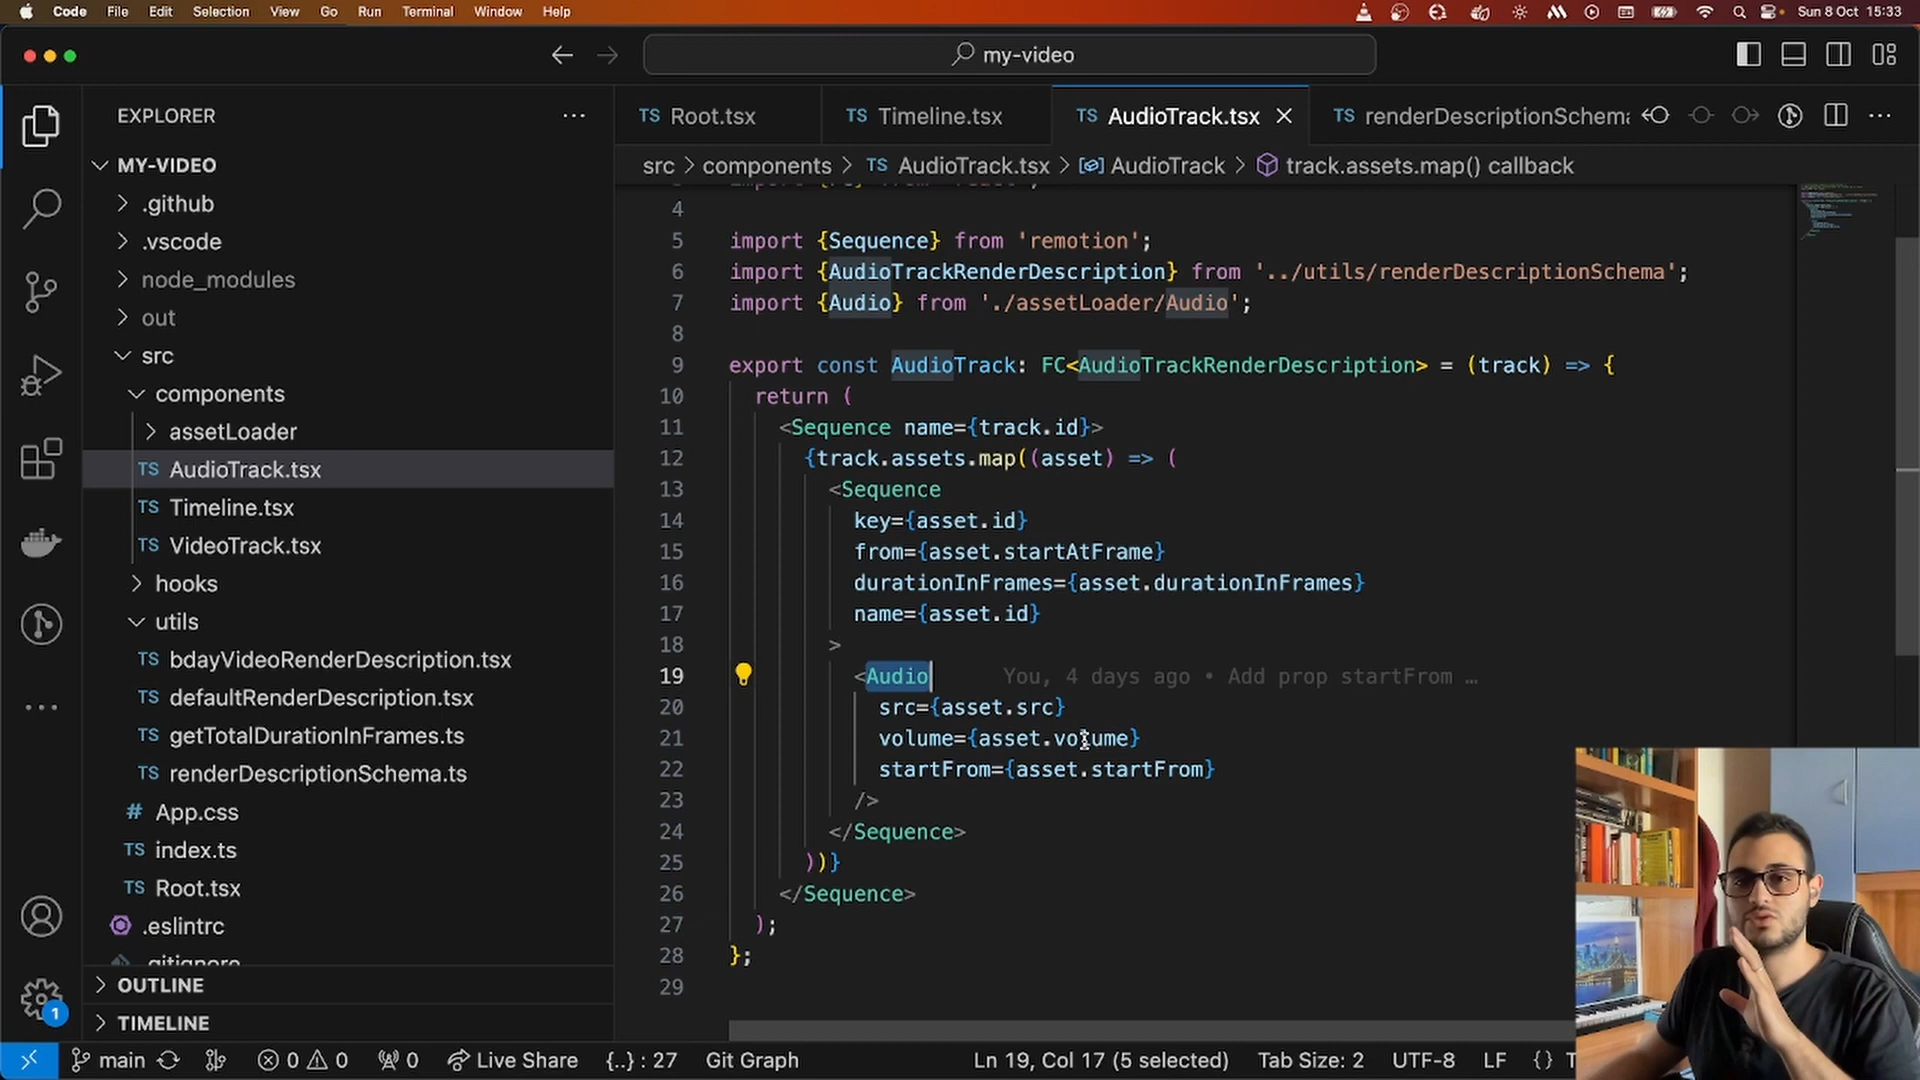 Code File Edit Selection View Go Run Terminal Window Help Sun 8 Oct 15:33
my-video
EXPLORER
MY-VIDEO
.github
.vscode
node_modules
out
src
components
assetLoader
TS AudioTrack.tsx
TS Timeline.tsx
TS VideoTrack.tsx
hooks
utils
TS bdayVideoRenderDescription.tsx
TS defaultRenderDescription.tsx
TS getTotalDurationInFrames.ts
TS renderDescriptionSchema.ts
# App.css
TS index.ts
TS Root.tsx
.eslintrc
.gitignore
OUTLINE
TIMELINE
1
TS Root.tsx TS Timeline.tsx TS AudioTrack.tsx TS renderDescriptionSchema
src > components > TS AudioTrack.tsx > AudioTrack > track.assets.map() callback
4
5 import {Sequence} from 'remotion';
6 import {AudioTrackRenderDescription} from '../utils/renderDescriptionSchema';
7 import {Audio} from './assetLoader/Audio';
8
9 export const AudioTrack: FC<AudioTrackRenderDescription> = (track) => {
10 return (
11 <Sequence name={track.id}>
12 {track.assets.map((asset) => (
13 <Sequence
14 key={asset.id}
15 from={asset.startAtFrame}
16 durationInFrames={asset.durationInFrames}
17 name={asset.id}
18 >
19 <Audio You, 4 days ago • Add prop startFrom …
20 src={asset.src}
21 volume={asset.volume}
22 startFrom={asset.startFrom}
23 />
24 </Sequence>
25 ))}
26 </Sequence>
27 );
28 };
29
main 0 0 0 Live Share {..} : 27 Git Graph Ln 19, Col 17 (5 selected) Tab Size: 2 UTF-8 LF {} T